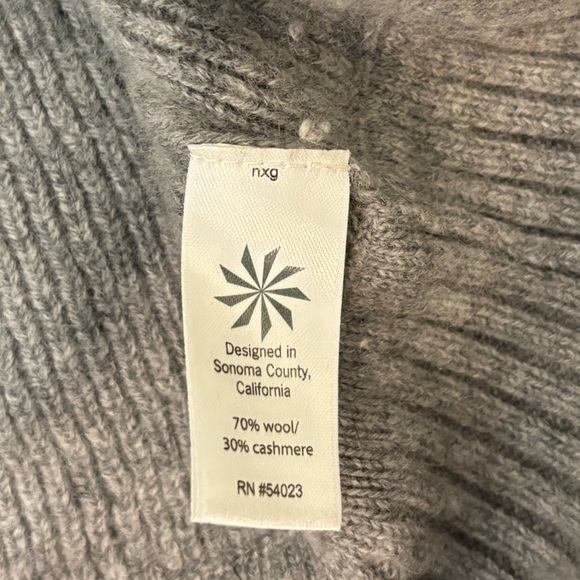 nxg
Designed in
Sonoma County,
California
70% wool/
30% cashmere
RN #54023